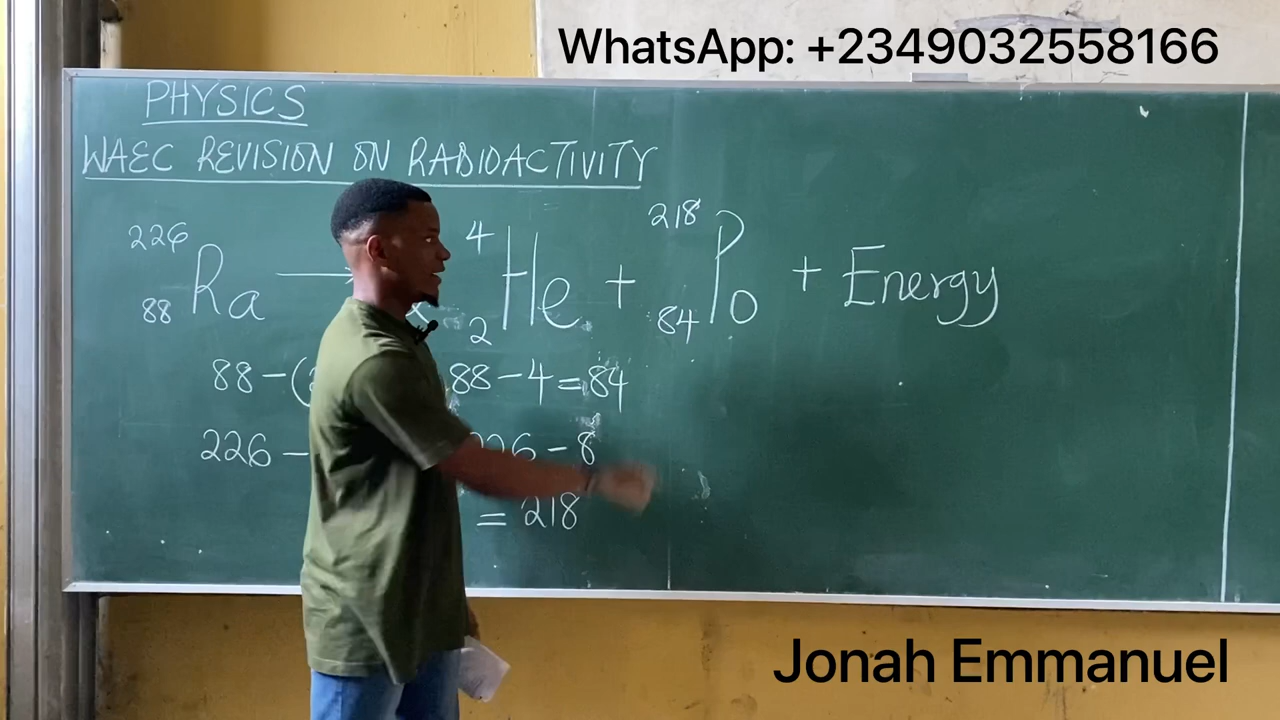 WhatsApp: +2349032558166
PHYSICS
WAEC REVISION ON RADIOACTIVITY
226 88 Ra → x 4 2 He + 218 84 Po + Energy
88 - ( 88 - 4 = 84
226 - 226 - 8
= 218
Jonah Emmanuel